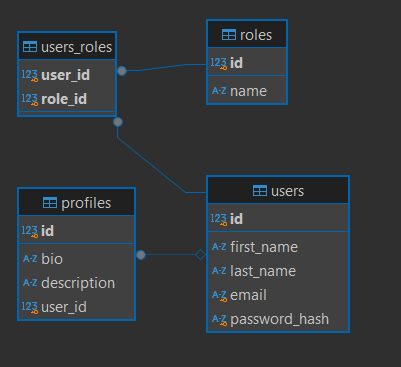 users_roles
123 user_id
123 role_id
roles
123 id
A-Z name
profiles
123 id
A-Z bio
A-Z description
123 user_id
users
123 id
A-Z first_name
A-Z last_name
A-Z email
A-Z password_hash